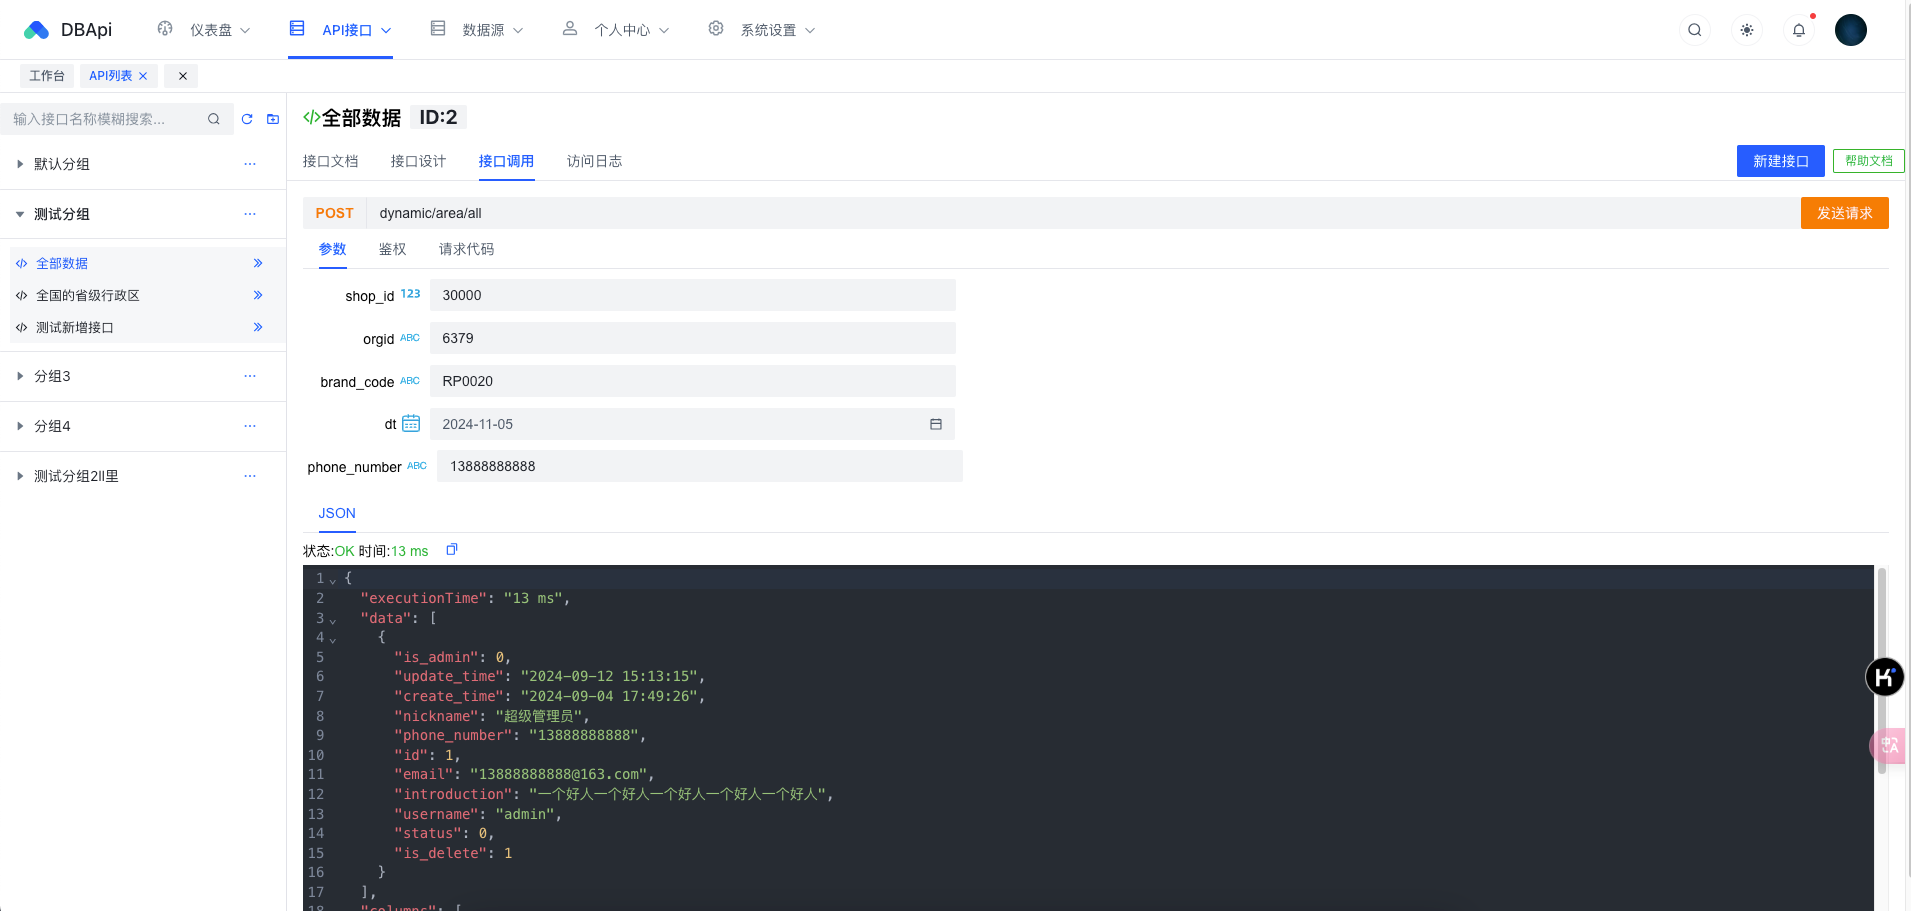 DBApi 仪表盘 API接口 数据源 个人中心 系统设置
工作台 API列表
输入接口名称模糊搜索...
默认分组
测试分组
全部数据
全国的省级行政区
测试新增接口
分组3
分组4
测试分组2ll里
全部数据 ID:2
接口文档 接口设计 接口调用 访问日志 新建接口 帮助文档
POST dynamic/area/all 发送请求
参数 鉴权 请求代码
shop_id 123 30000
orgid ABC 6379
brand_code ABC RP0020
dt 2024-11-05
phone_number ABC 13888888888
JSON
状态:OK 时间:13 ms
1 {
2 "executionTime": "13 ms",
3 "data": [
4 {
5 "is_admin": 0,
6 "update_time": "2024-09-12 15:13:15",
7 "create_time": "2024-09-04 17:49:26",
8 "nickname": "超级管理员",
9 "phone_number": "13888888888",
10 "id": 1,
11 "email": "13888888888@163.com",
12 "introduction": "一个好人一个好人一个好人一个好人一个好人",
13 "username": "admin",
14 "status": 0,
15 "is_delete": 1
16 }
17 ],
18 "columns": [